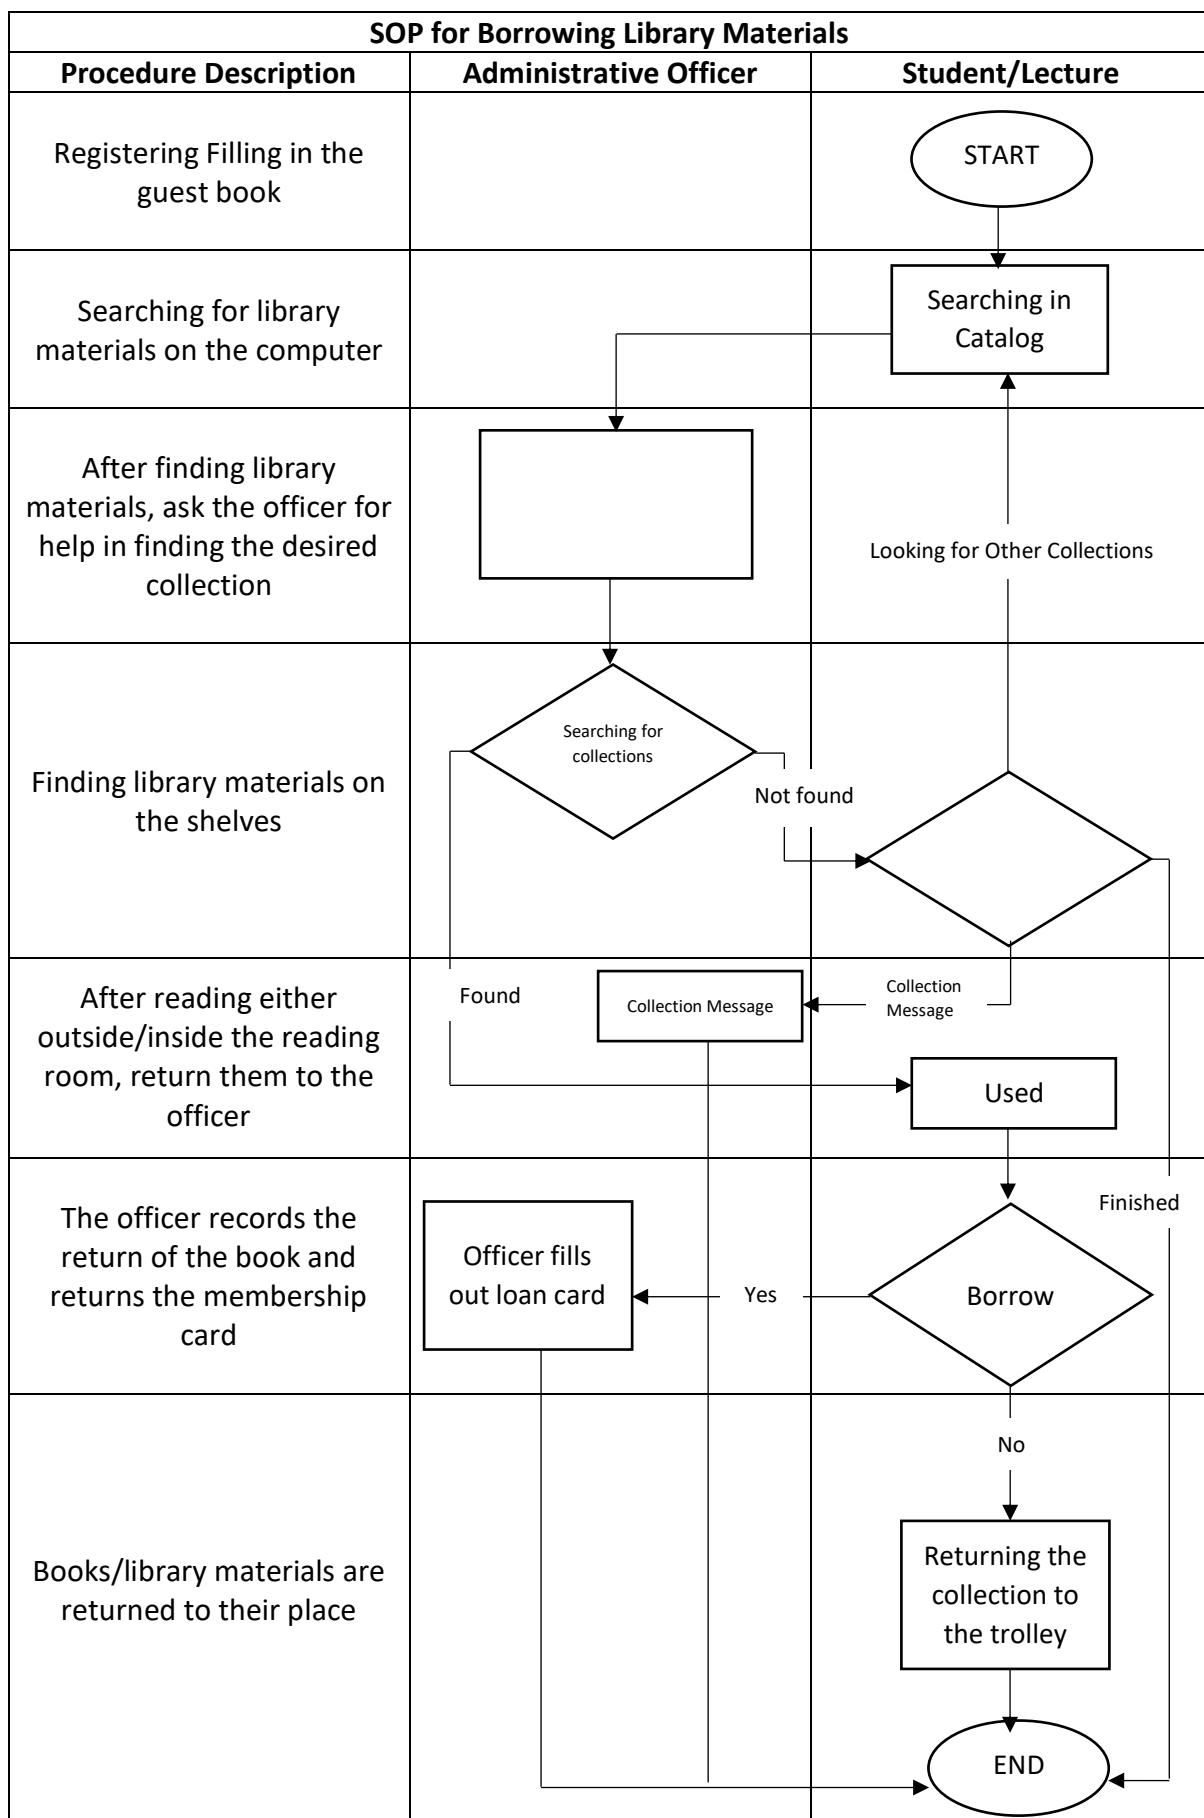 SOP for Borrowing Library Materials
Procedure Description
Administrative Officer
Student/Lecture
Registering Filling in the
guest book
START
Searching for library
materials on the computer
Searching in
Catalog
After finding library
materials, ask the officer for
help in finding the desired
collection
Looking for Other Collections
Finding library materials on
the shelves
Searching for
collections
Not found
After reading either
outside/inside the reading
room, return them to the
officer
Found
Collection Message
Collection
Message
Used
The officer records the
return of the book and
returns the membership
card
Officer fills
out loan card
Yes
Borrow
Finished
No
Books/library materials are
returned to their place
Returning the
collection to
the trolley
END